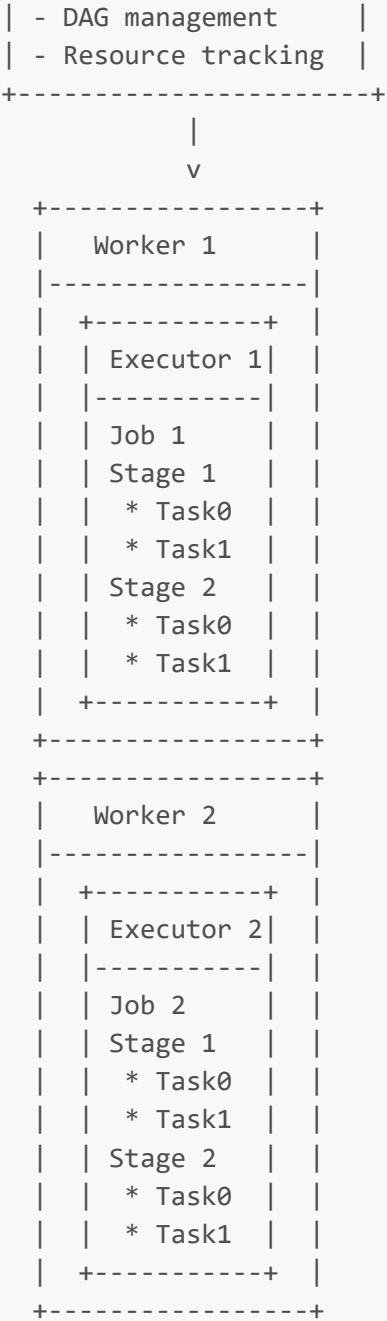 | - DAG management      |
| - Resource tracking  |
+-----------------------+
            |
            v
  +-----------------+
  |   Worker 1      |
  |-----------------|
  |  +-----------+  |
  |  | Executor 1|  |
  |  |-----------|  |
  |  | Job 1     |  |
  |  | Stage 1   |  |
  |  |  * Task0  |  |
  |  |  * Task1  |  |
  |  | Stage 2   |  |
  |  |  * Task0  |  |
  |  |  * Task1  |  |
  |  +-----------+  |
  +-----------------+
  +-----------------+
  |   Worker 2      |
  |-----------------|
  |  +-----------+  |
  |  | Executor 2|  |
  |  |-----------|  |
  |  | Job 2     |  |
  |  | Stage 1   |  |
  |  |  * Task0  |  |
  |  |  * Task1  |  |
  |  | Stage 2   |  |
  |  |  * Task0  |  |
  |  |  * Task1  |  |
  |  +-----------+  |
  +-----------------+